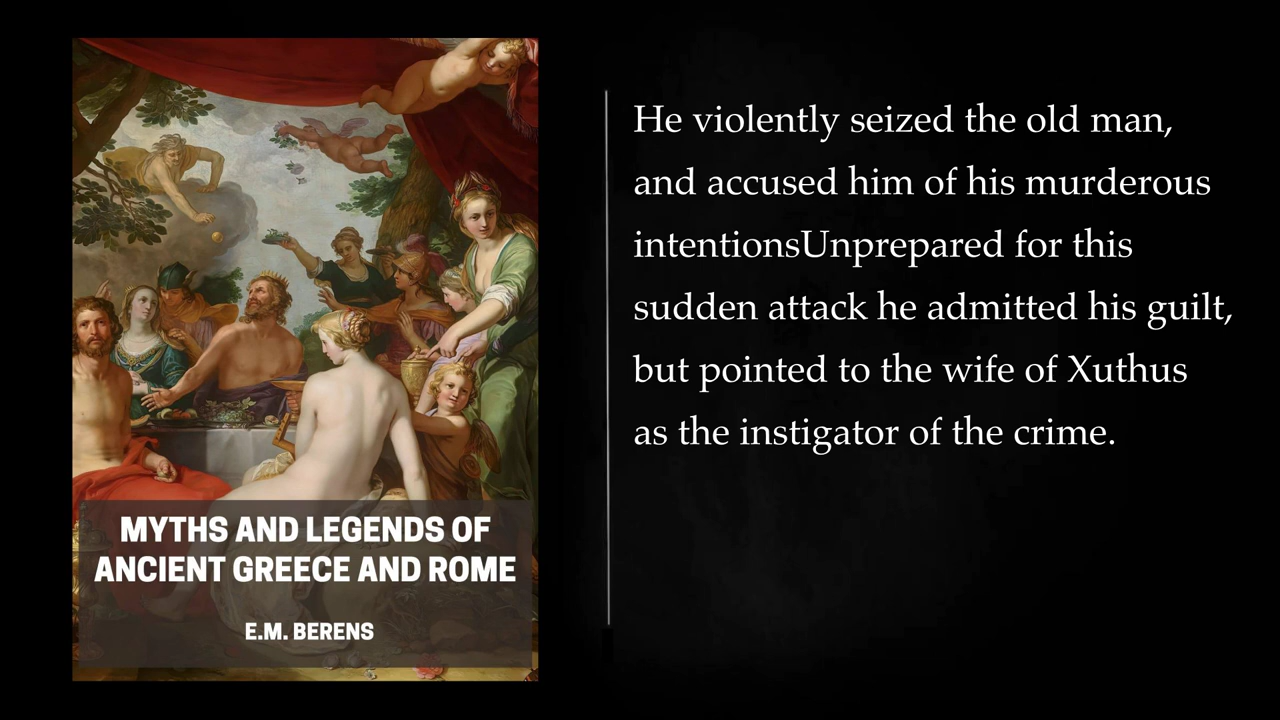 MYTHS AND LEGENDS OF
ANCIENT GREECE AND ROME
E.M. BERENS
He violently seized the old man,
and accused him of his murderous
intentionsUnprepared for this
sudden attack he admitted his guilt,
but pointed to the wife of Xuthus
as the instigator of the crime.